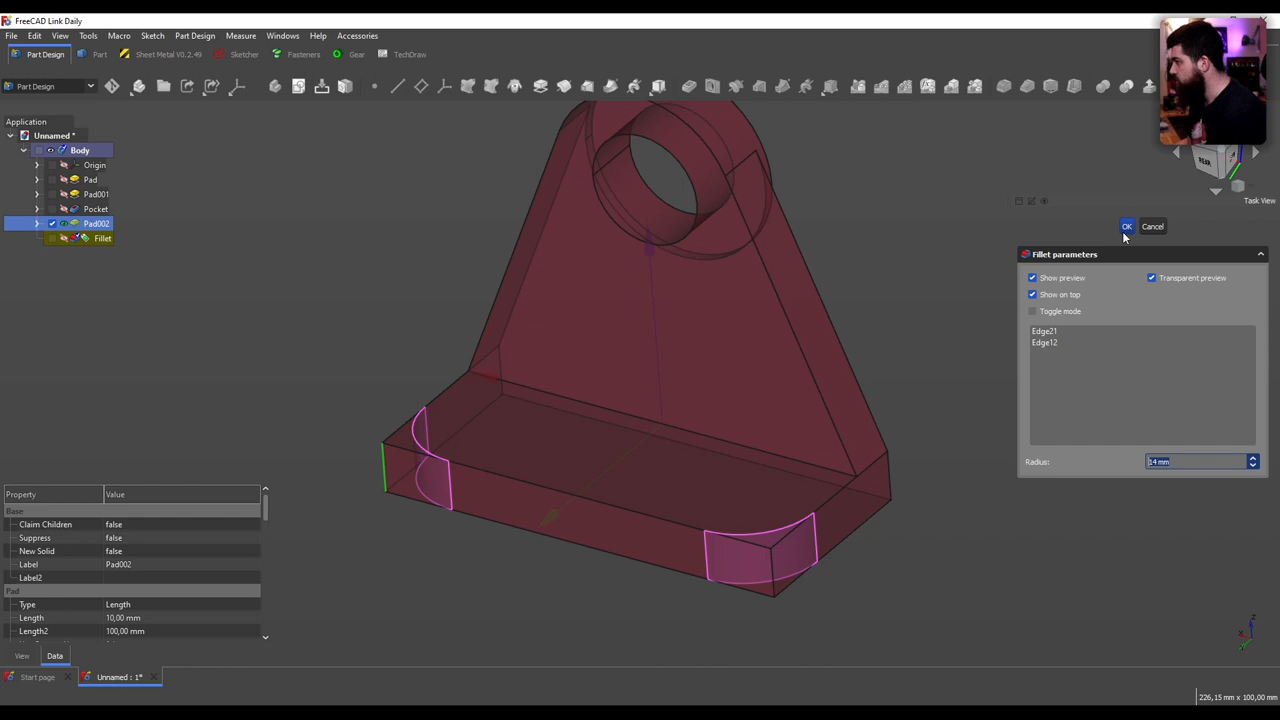 FreeCAD Link Daily
File Edit View Tools Macro Sketch Part Design Measure Windows Help Accessories
Part Design Part Sheet Metal V0.2.49 Sketcher Fasteners Gear TechDraw
Part Design
Application
Unnamed *
Body
Origin
Pad
Pad001
Pocket
Pad002
Fillet
REAR
Task View
OK Cancel
Fillet parameters
Show preview Transparent preview
Show on top
Toggle mode
Edge21
Edge12
Radius: 14 mm
Property Value
Base
Claim Children false
Suppress false
New Solid false
Label Pad002
Label2
Pad
Type Length
Length 10,00 mm
Length2 100,00 mm
View Data
Start page Unnamed : 1*
Z
X
Y
226,15 mm x 100,00 mm